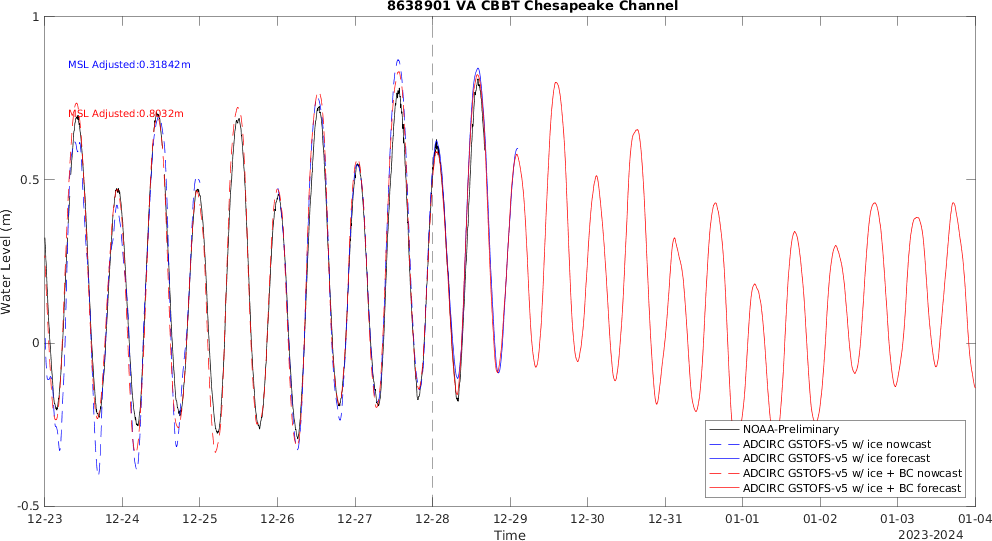 8638901 VA CBBT Chesapeake Channel
1
MSL Adjusted:0.31842m
MSL Adjusted:0.8032m
0.5
Water Level (m)
0
NOAA-Preliminary
ADCIRC GSTOFS-v5 w/ ice nowcast
ADCIRC GSTOFS-v5 w/ ice forecast
ADCIRC GSTOFS-v5 w/ ice + BC nowcast
ADCIRC GSTOFS-v5 w/ ice + BC forecast
-0.5
12-23 12-24 12-25 12-26 12-27 12-28 12-29 12-30 12-31 01-01 01-02 01-03 01-04
Time
2023-2024